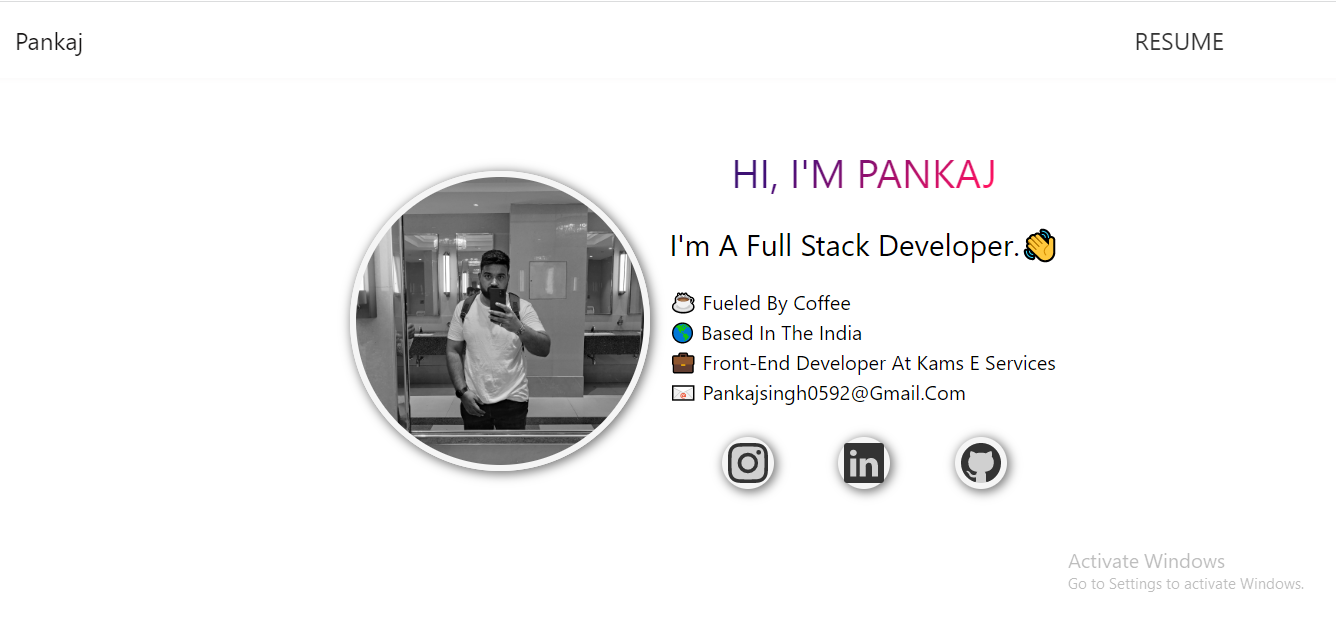 Pankaj
RESUME
HI, I'M PANKAJ
I'm A Full Stack Developer.👋
☕ Fueled By Coffee
🌎 Based In The India
💼 Front-End Developer At Kams E Services
📧 Pankajsingh0592@Gmail.Com
in
Activate Windows
Go to Settings to activate Windows.